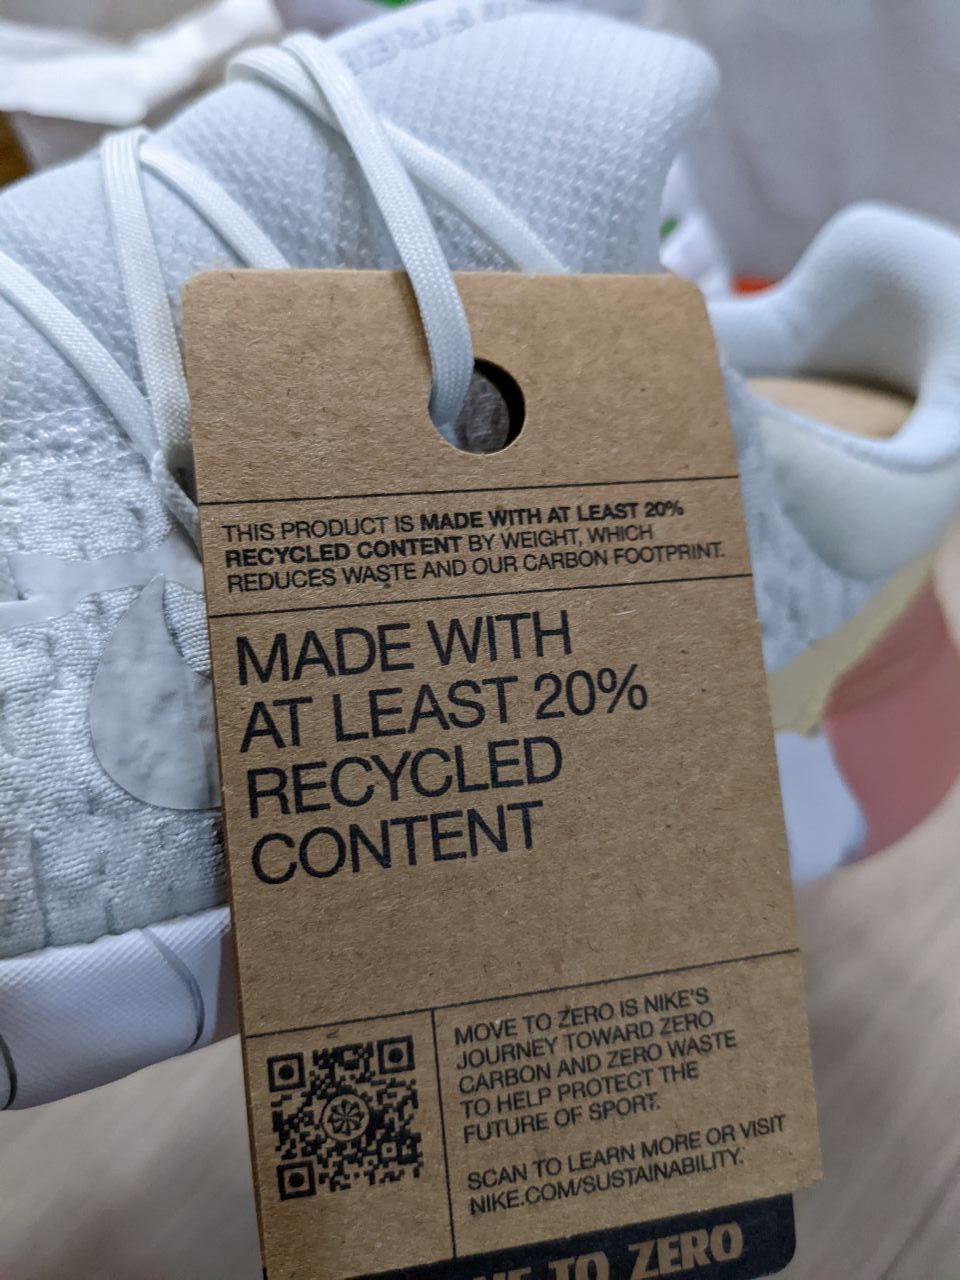 THIS PRODUCT IS MADE WITH AT LEAST 20%
RECYCLED CONTENT BY WEIGHT, WHICH
REDUCES WASTE AND OUR CARBON FOOTPRINT.
MADE WITH
AT LEAST 20%
RECYCLED
CONTENT
MOVE TO ZERO IS NIKE'S
JOURNEY TOWARD ZERO
CARBON AND ZERO WASTE
TO HELP PROTECT THE
FUTURE OF SPORT.
SCAN TO LEARN MORE OR VISIT
NIKE.COM/SUSTAINABILITY.
TO ZERO